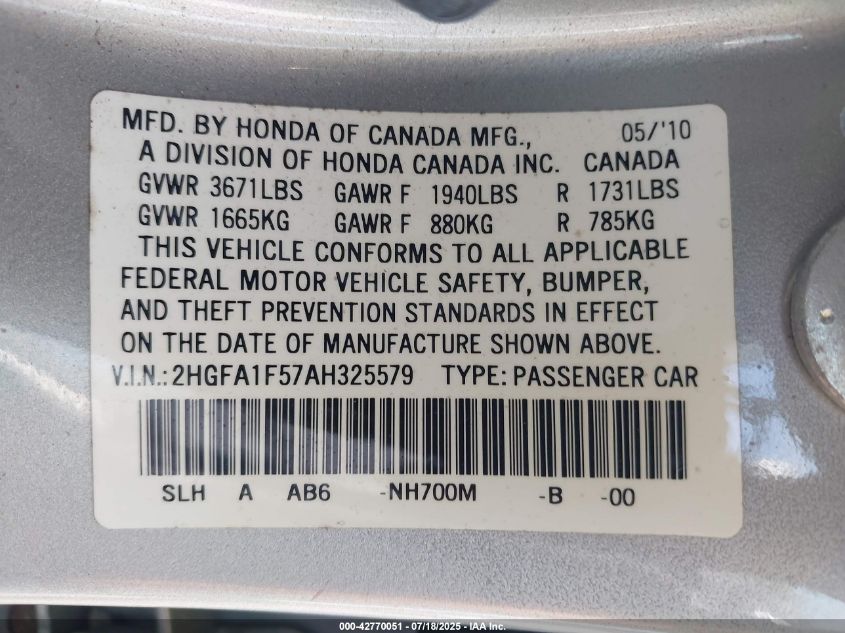 MFD. BY HONDA OF CANADA MFG., 05/'10
A DIVISION OF HONDA CANADA INC. CANADA
GVWR 3671LBS GAWR F 1940LBS R 1731LBS
GVWR 1665KG GAWR F 880KG R 785KG
THIS VEHICLE CONFORMS TO ALL APPLICABLE
FEDERAL MOTOR VEHICLE SAFETY, BUMPER,
AND THEFT PREVENTION STANDARDS IN EFFECT
ON THE DATE OF MANUFACTURE SHOWN ABOVE.
V.I.N.: 2HGFA1F57AH325579 TYPE: PASSENGER CAR
SLH A AB6 -NH700M -B -00
000-42770051 - 07/18/2025 - IAA Inc.